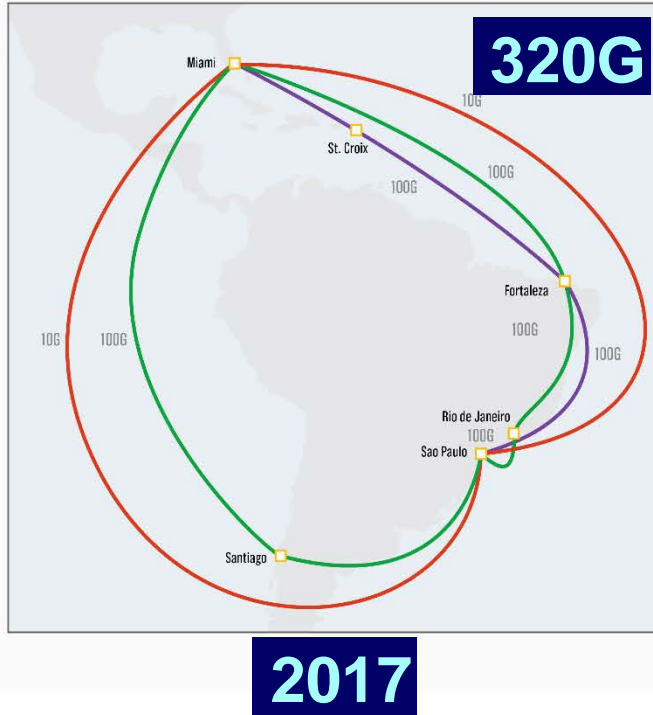 320G
Miami
10G
St. Croix
100G
100G
Fortaleza
100G
10G
100G
100G
Rio de Janeiro
100G
Sao Paulo
Santiago
2017